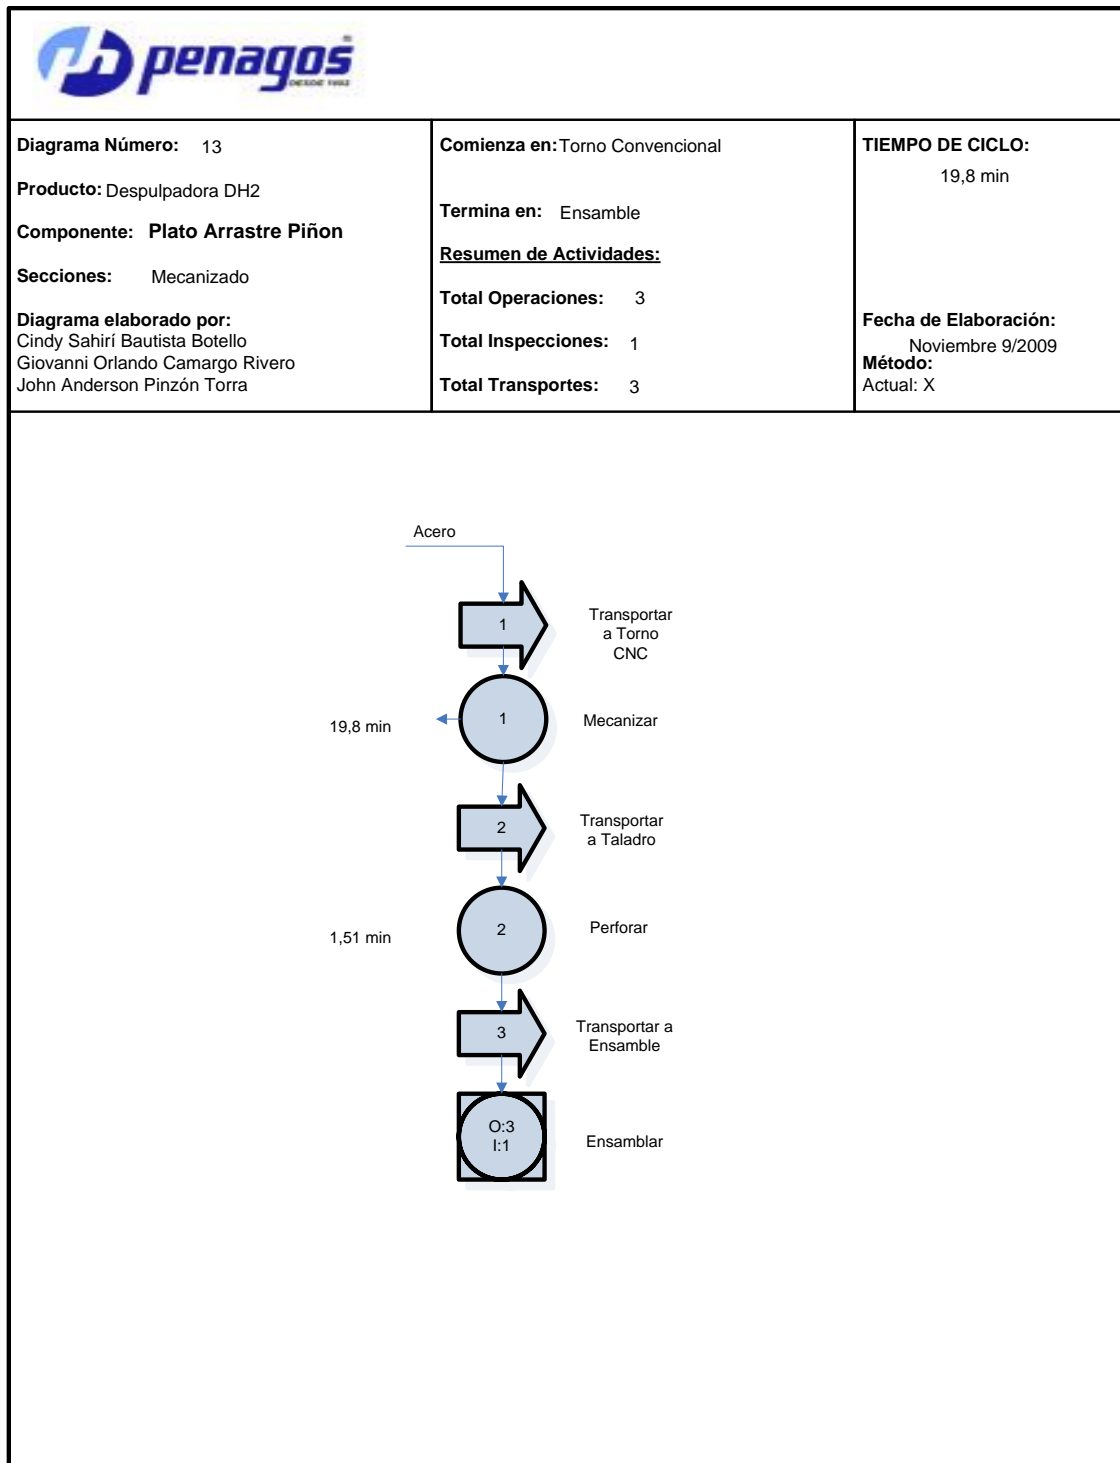 penagos
DESDE 1892
Diagrama Número: 13
Producto: Despulpadora DH2
Componente: Plato Arrastre Piñon
Secciones: Mecanizado
Diagrama elaborado por:
Cindy Sahirí Bautista Botello
Giovanni Orlando Camargo Rivero
John Anderson Pinzón Torra
Comienza en: Torno Convencional
Termina en: Ensamble
Resumen de Actividades:
Total Operaciones: 3
Total Inspecciones: 1
Total Transportes: 3
TIEMPO DE CICLO:
19,8 min
Fecha de Elaboración:
Noviembre 9/2009
Método:
Actual: X
Acero
1
Transportar
a Torno
CNC
19,8 min
1
Mecanizar
2
Transportar
a Taladro
1,51 min
2
Perforar
3
Transportar a
Ensamble
O:3
I:1
Ensamblar